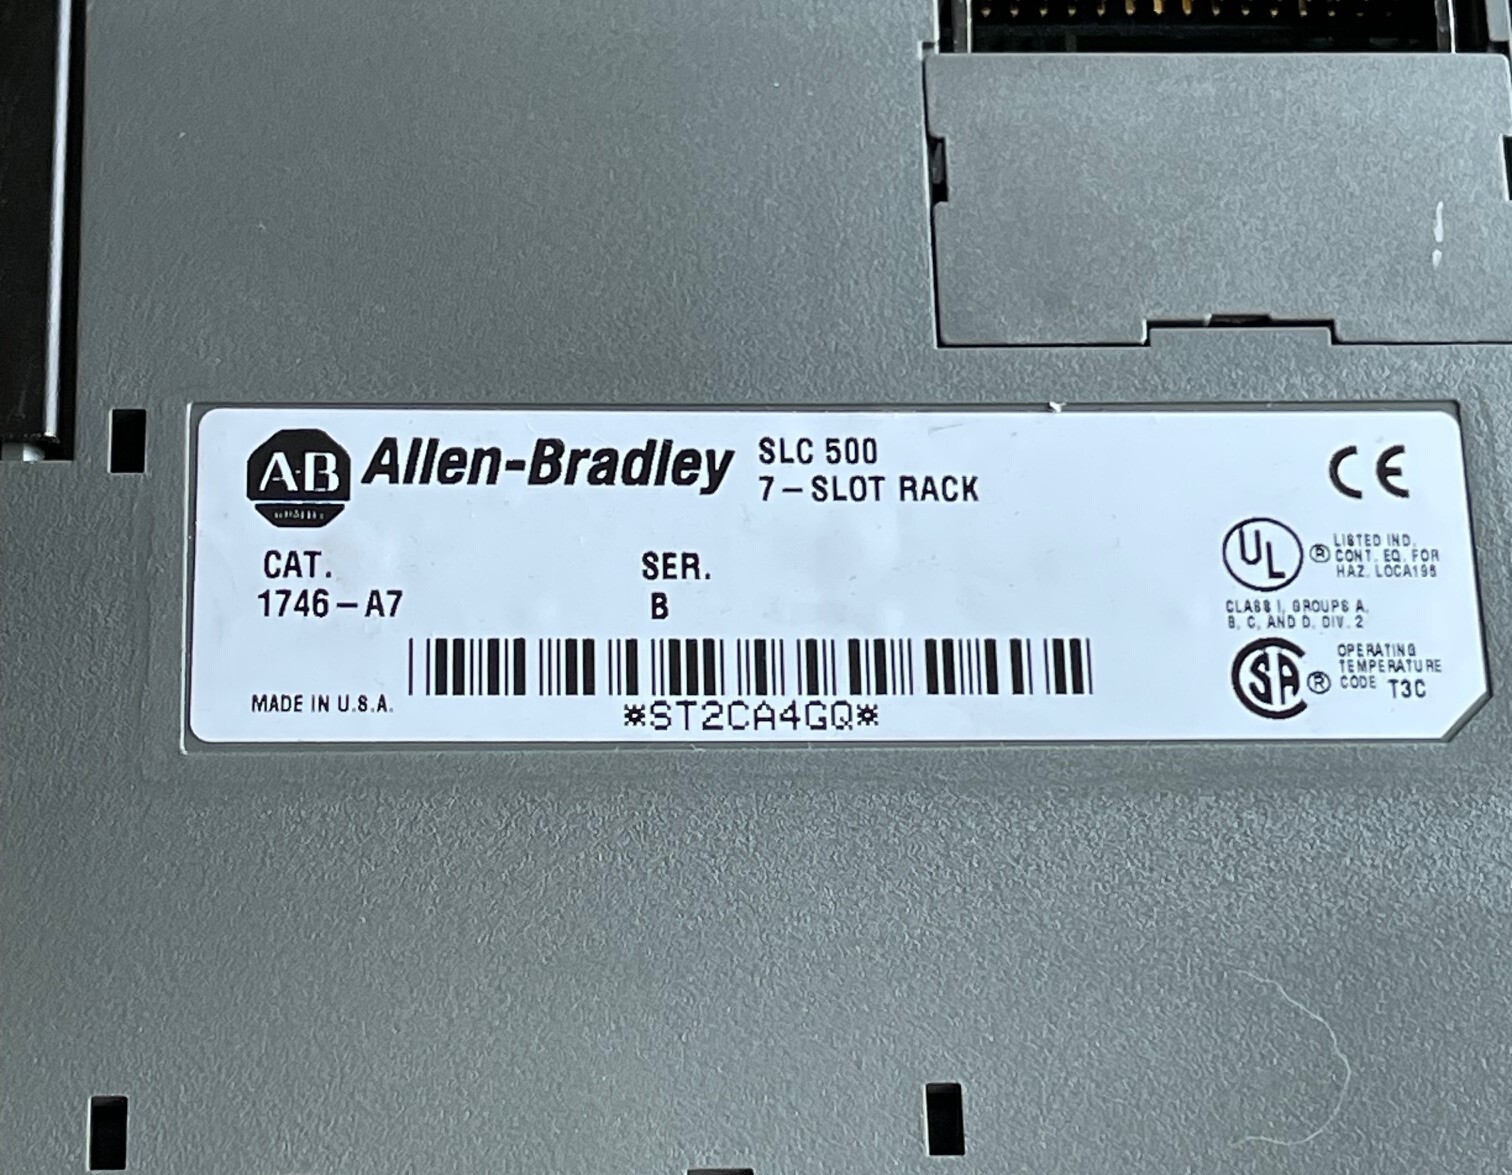 A-B
Allen-Bradley
SLC 500
7-SLOT RACK
CE
CAT.
1746-A7
SER.
B
UL
®
LISTED IND.
CONT. EQ. FOR
HAZ. LOCA196
CLASS I, GROUPS A,
B, C, AND D, DIV. 2
MADE IN U.S.A.
*ST2CA4GQ*
SA
®
OPERATING
TEMPERATURE
CODE T3C